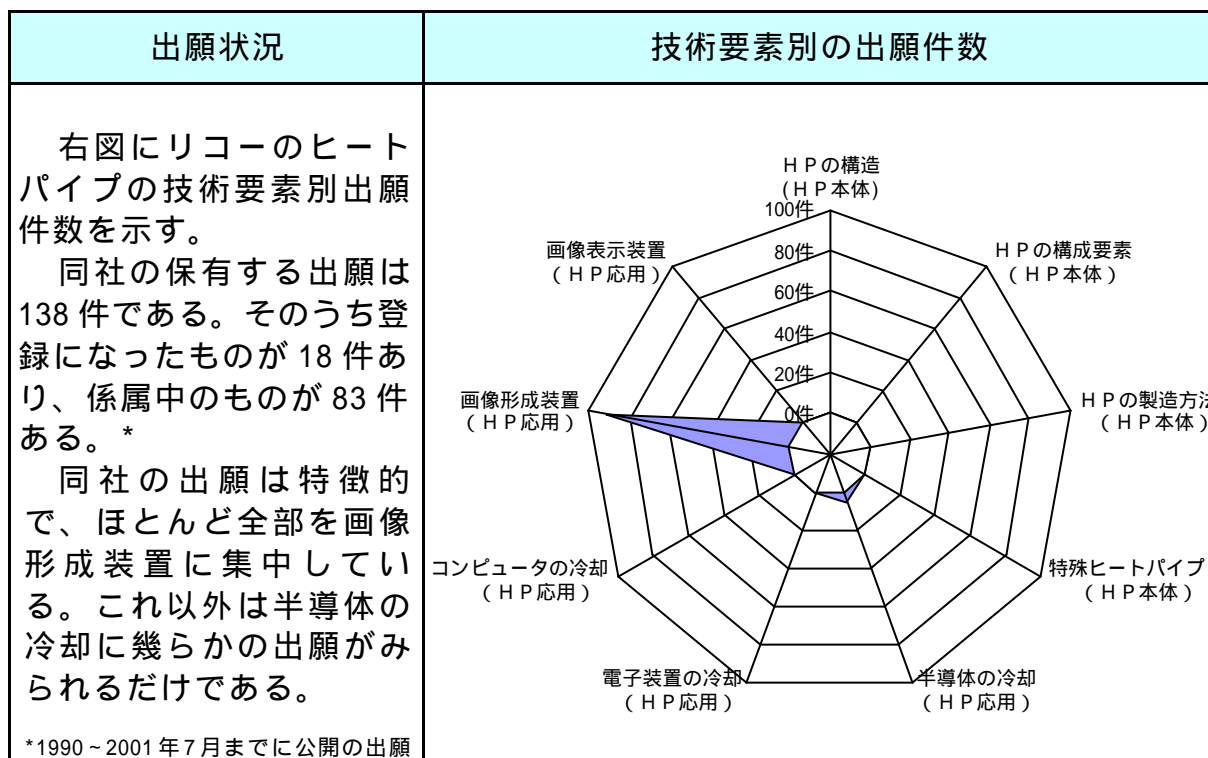 出願状況
技術要素別の出願件数
右図にリコーのヒート
パイプの技術要素別出願
件数を示す。
同社の保有する出願は
138 件である。そのうち登
録になったものが 18 件あ
り、係属中のものが 83 件
ある。*
同社の出願は特徴的
で、ほとんど全部を画像
形成装置に集中してい
る。これ以外は半導体の
冷却に幾らかの出願がみ
られるだけである。
*1990～2001 年７月までに公開の出願
ＨＰの構造
(ＨＰ本体)
100件
80件
60件
40件
20件
0件
ＨＰの構成要素
（ＨＰ本体）
ＨＰの製造方法
（ＨＰ本体）
特殊ヒートパイプ
（ＨＰ本体）
半導体の冷却
（ＨＰ応用）
電子装置の冷却
（ＨＰ応用）
コンピュータの冷却
（ＨＰ応用）
画像形成装置
（ＨＰ応用）
画像表示装置
（ＨＰ応用）